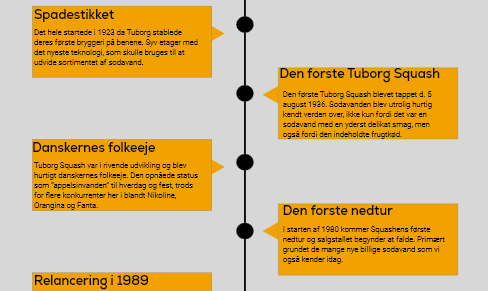 Spadestikket
Det hele startede i 1923 da Tuborg stablede
deres første bryggeri på benene. Syv etager med
det nyeste teknologi, som skulle bruges til at
udvide sortimentet af sodavand.
Den forste Tuborg Squash
Den første Tuborg Squash blevet tappet d. 5
august 1936. Sodavanden blev utrolig hurtig
kendt verden over, ikke kun fordi det var en
sodavand med en yderst delikat smag, men
også fordi den indeholdte frugtkød.
Danskernes folkeeje
Tuborg Squash var i rivende udvikling og blev
hurtigt danskernes folkeeje. Den opnåede status
som "appelsinvanden" til hverdag og fest, trods
for flere konkurrenter her i blandt Nikoline,
Orangina og Fanta.
Den forste nedtur
I starten af 1980 kommer Squashens første
nedtur og salgstallet begynder at falde. Primært
grundet de mange nye billige sodavand som vi
også kender idag.
Relancering i 1989